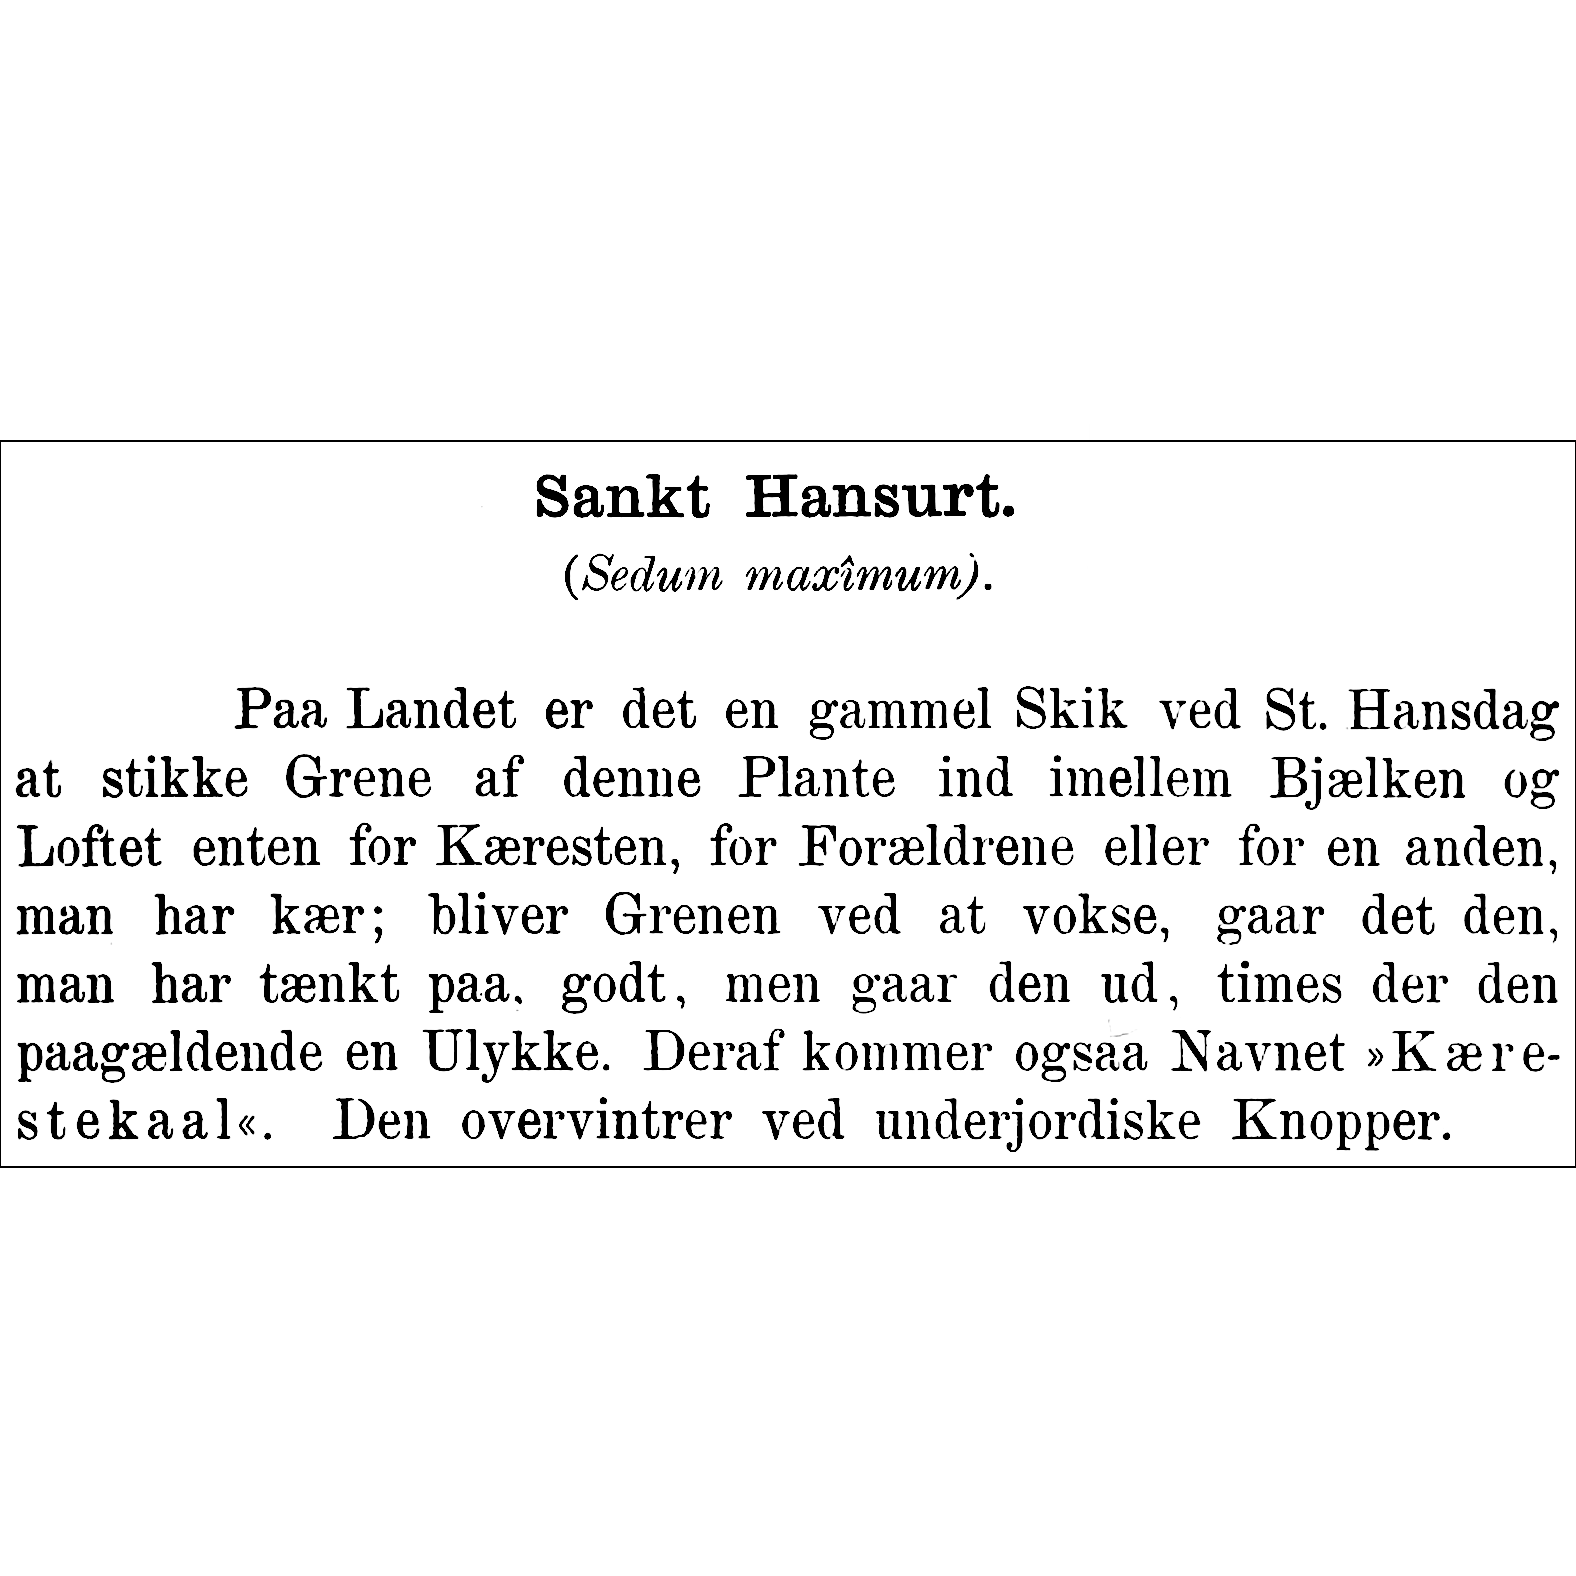 Sankt Hansurt.
(Sedum maxîmum).
Paa Landet er det en gammel Skik ved St. Hansdag
at stikke Grene af denne Plante ind imellem Bjælken og
Loftet enten for Kæresten, for Forældrene eller for en anden,
man har kær; bliver Grenen ved at vokse, gaar det den,
man har tænkt paa, godt, men gaar den ud, times der den
paagældende en Ulykke. Deraf kommer ogsaa Navnet »Kære-
stekaal«. Den overvintrer ved underjordiske Knopper.